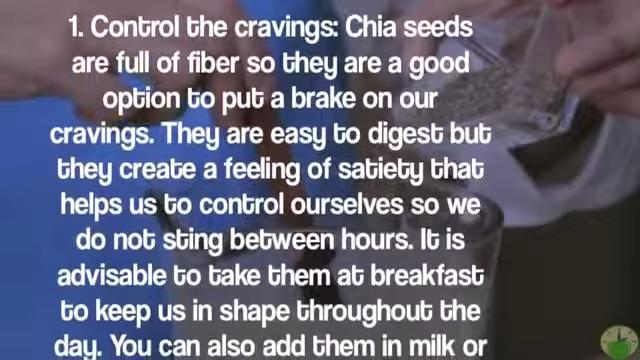 1. Control the cravings: Chia seeds
are full of fiber so they are a good
option to put a brake on our
cravings. They are easy to digest but
they create a feeling of satiety that
helps us to control ourselves so we
do not sting between hours. It is
advisable to take them at breakfast
to keep us in shape throughout the
day. You can also add them in milk or